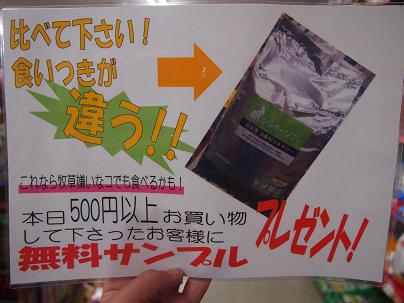 比べて下さい！
食いつきが
違う!!
これなら牧草嫌いなコでも食べるかも！
本日500円以上お買い物
して下さったお客様に
無料サンプル
プレゼント!